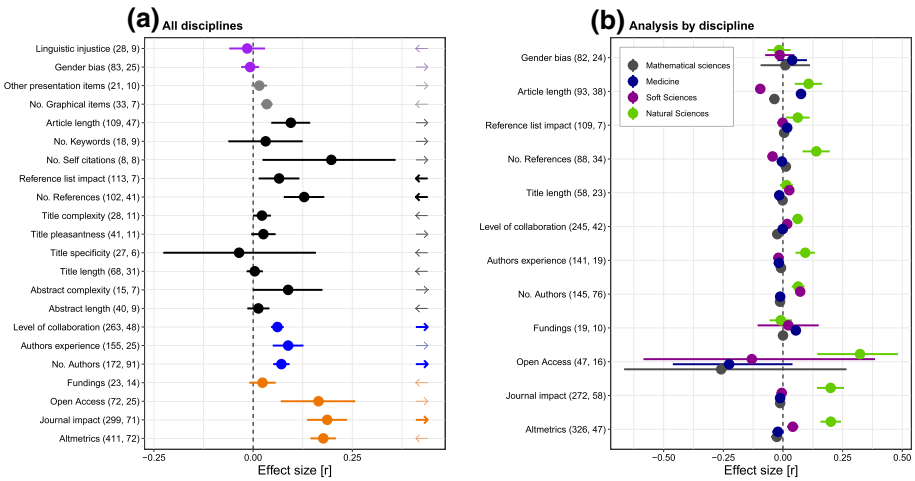 (a) All disciplines
Linguistic injustice (28, 9)
Gender bias (83, 25)
Other presentation items (21, 10)
No. Graphical items (33, 7)
Article length (109, 47)
No. Keywords (18, 9)
No. Self citations (8, 8)
Reference list impact (113, 7)
No. References (102, 41)
Title complexity (28, 11)
Title pleasantness (41, 11)
Title specificity (27, 6)
Title length (68, 31)
Abstract complexity (15, 7)
Abstract length (40, 9)
Level of collaboration (263, 48)
Authors experience (155, 25)
No. Authors (172, 91)
Fundings (23, 14)
Open Access (72, 25)
Journal impact (299, 71)
Altmetrics (411, 72)
−0.25 0.00 0.25
Effect size [r]
(b) Analysis by discipline
Mathematical sciences
Medicine
Soft Sciences
Natural Sciences
Gender bias (82, 24)
Article length (93, 38)
Reference list impact (109, 7)
No. References (88, 34)
Title length (58, 23)
Level of collaboration (245, 42)
Authors experience (141, 19)
No. Authors (145, 76)
Fundings (19, 10)
Open Access (47, 16)
Journal impact (272, 58)
Altmetrics (326, 47)
−0.50 −0.25 0.00 0.25 0.50
Effect size [r]